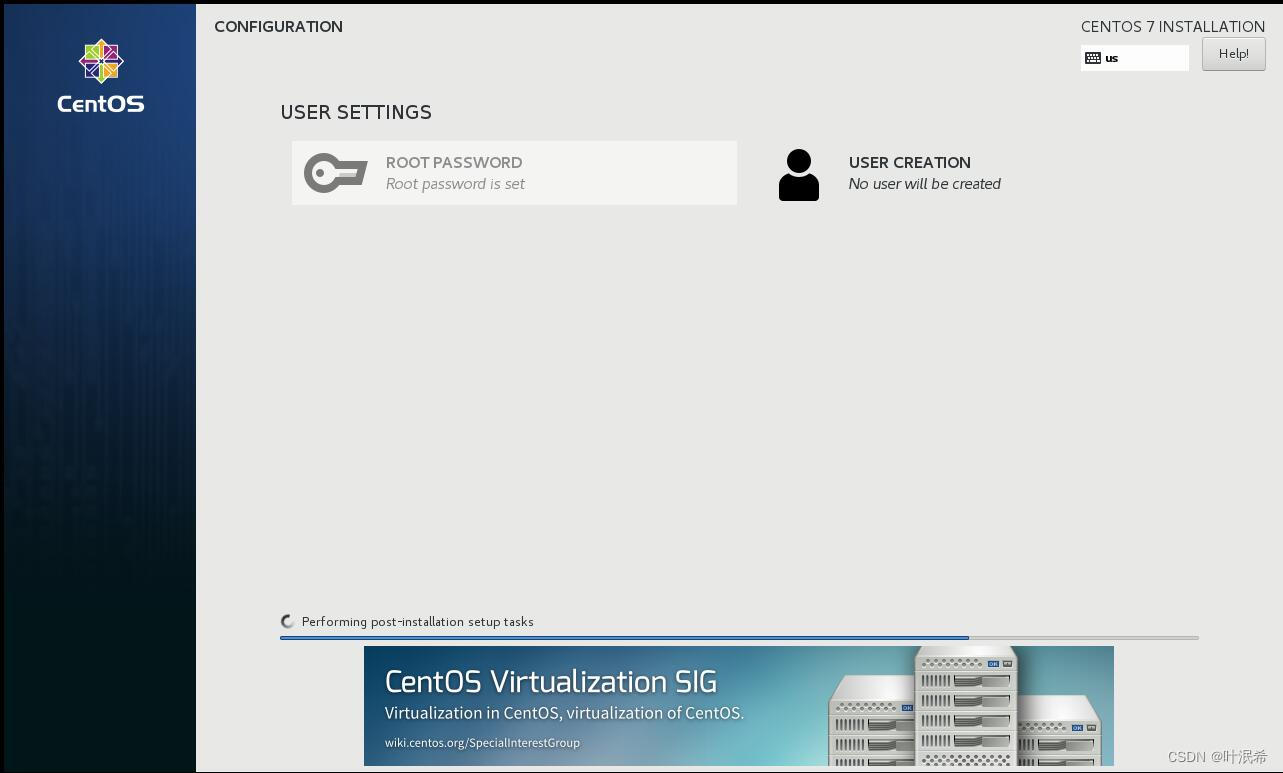 CentOS
CONFIGURATION
CENTOS 7 INSTALLATION
us
Help!
USER SETTINGS
ROOT PASSWORD
Root password is set
USER CREATION
No user will be created
Performing post-installation setup tasks
CentOS Virtualization SIG
Virtualization in CentOS, virtualization of CentOS.
wiki.centos.org/SpecialInterestGroup
CSDN @叶泯希